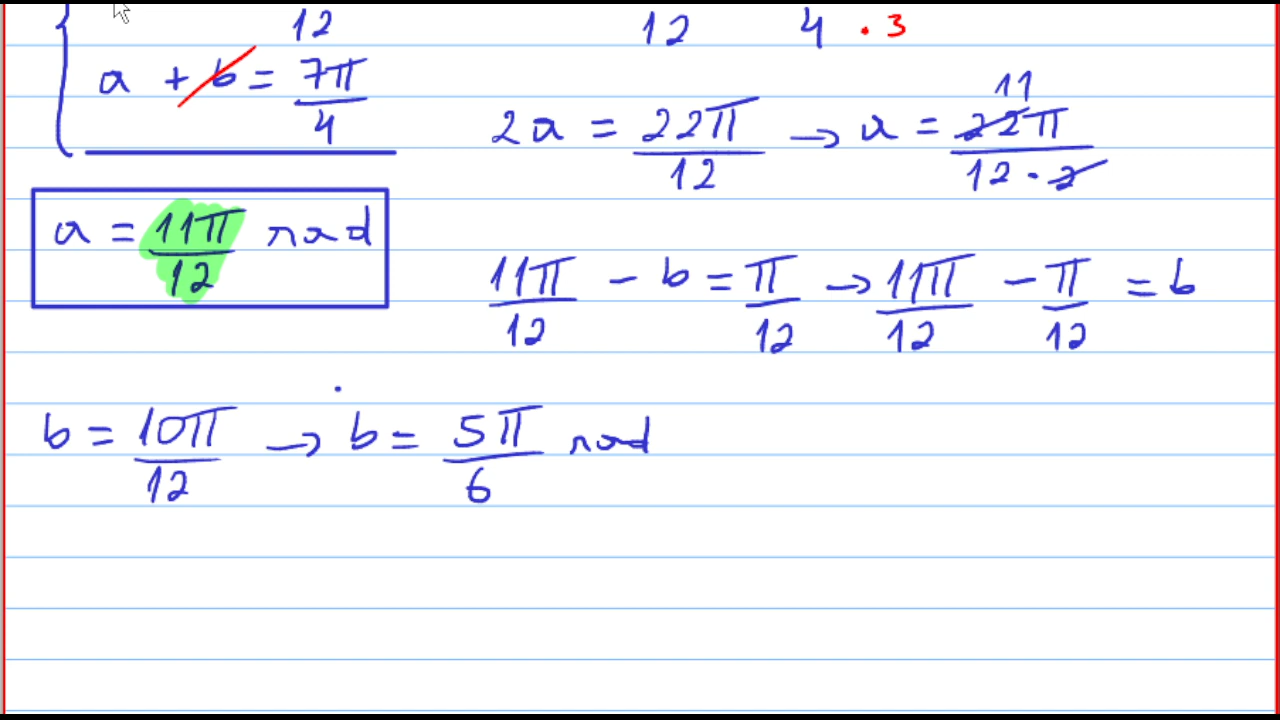 12 12 4 · 3
a + b = 7π/4
2a = 22π/12 → a = 22π/12·2 11
a = 11π/12 rad
11π/12 - b = π/12 → 11π/12 - π/12 = b
b = 10π/12 → b = 5π/6 rad